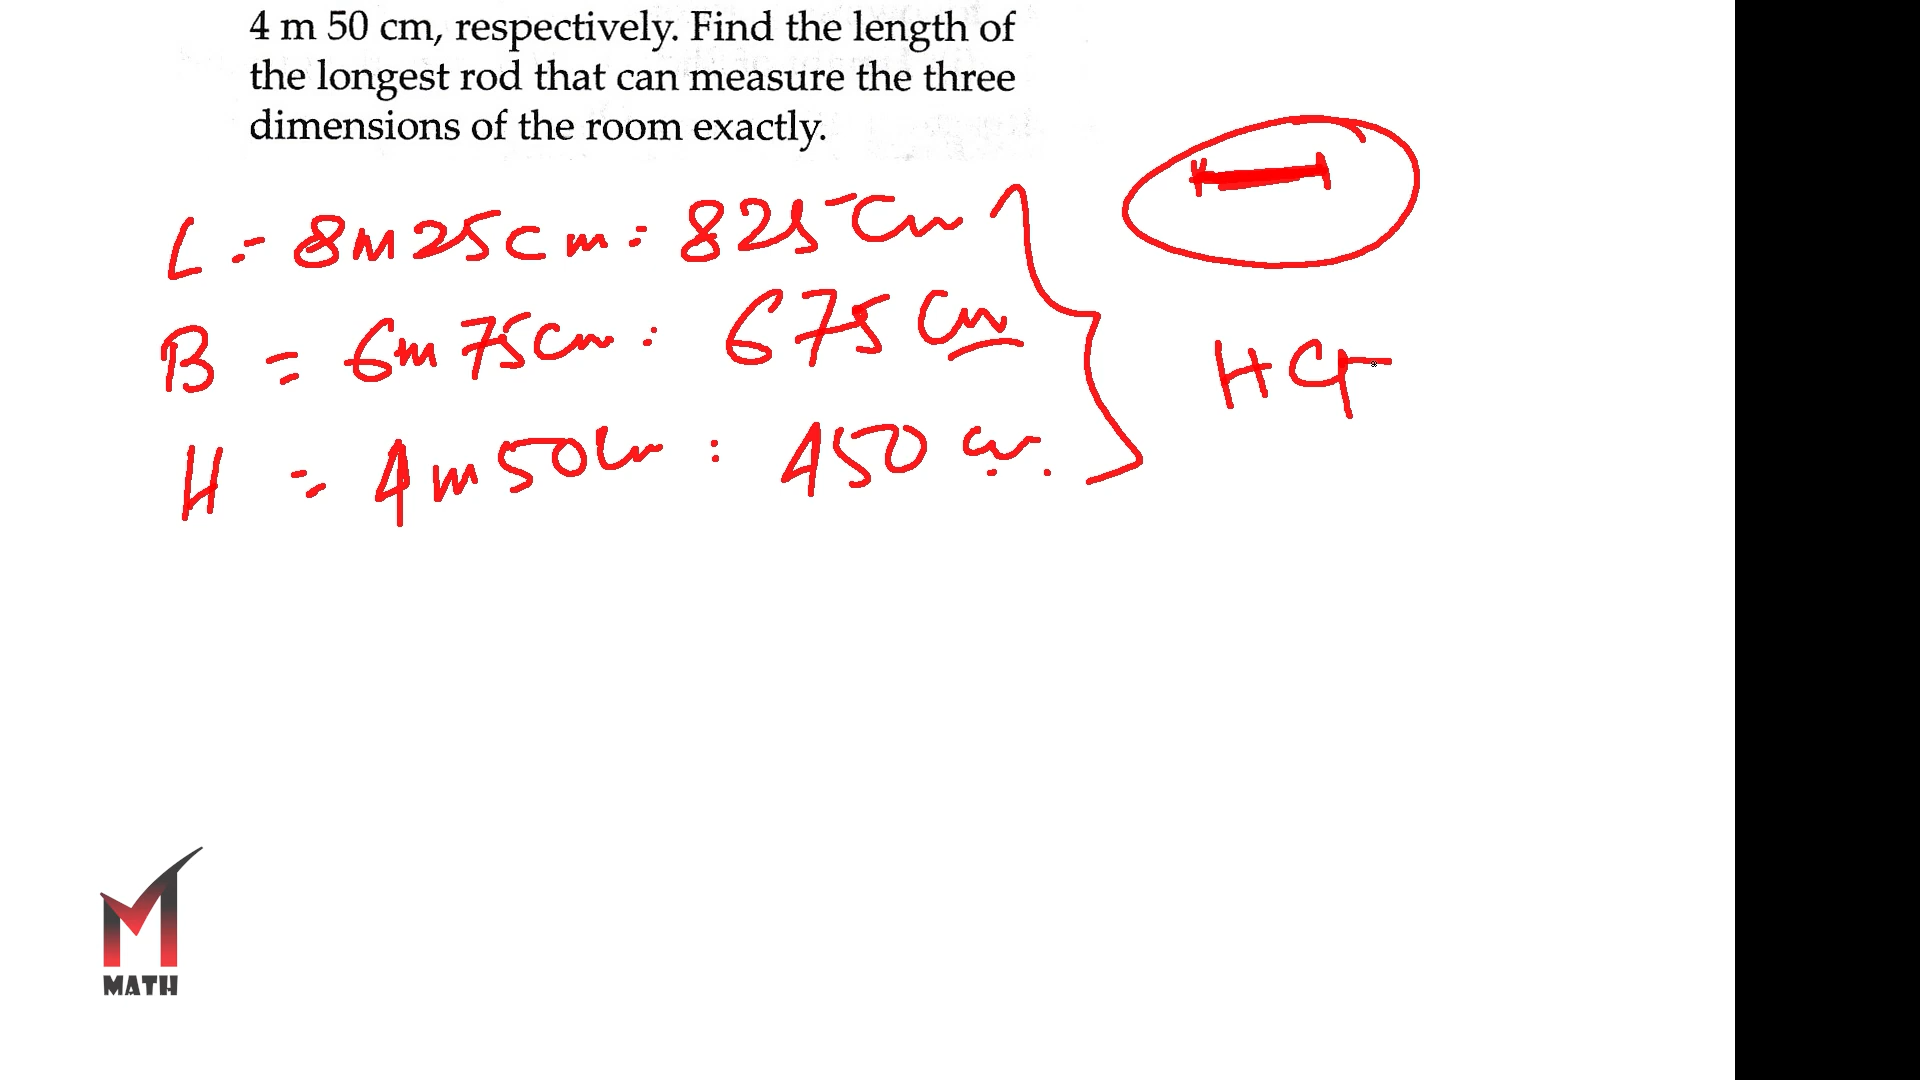 4 m 50 cm, respectively. Find the length of
the longest rod that can measure the three
dimensions of the room exactly.
L = 8m 25cm = 825 cm
B = 6m 75cm = 675 cm
H = 4m 50cm = 450 cm.
HCF
MATH